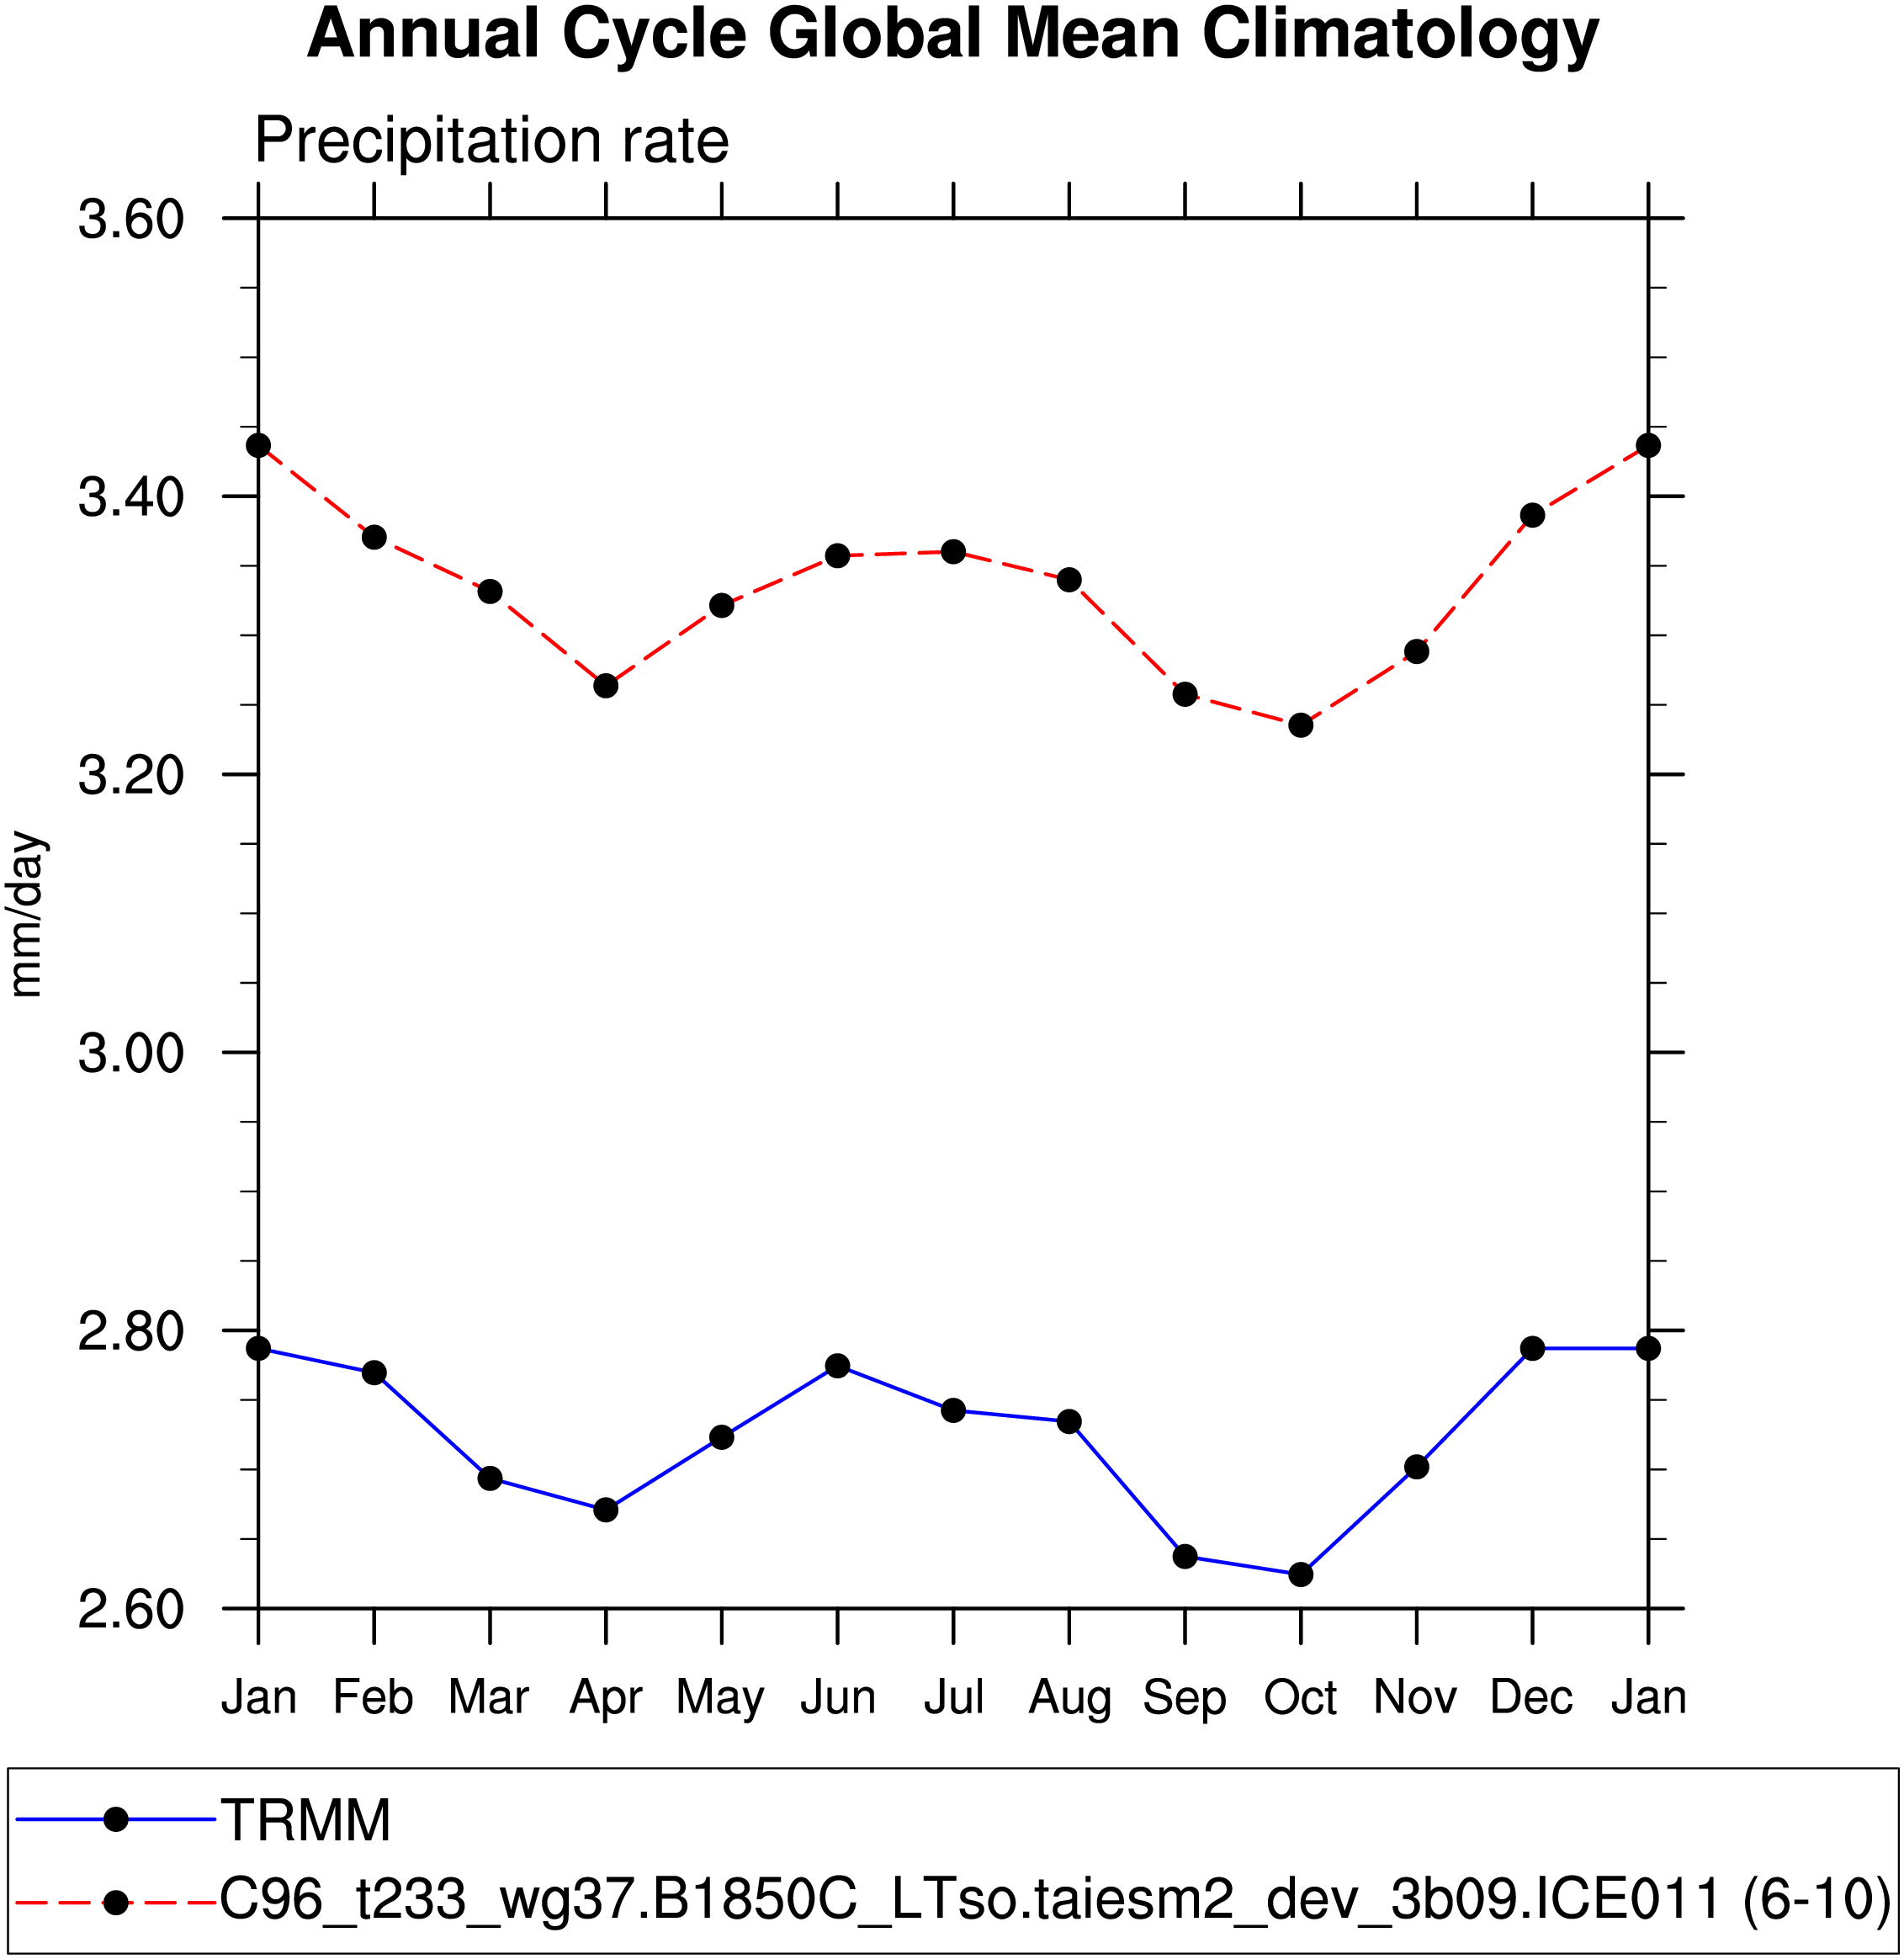 Annual Cycle Global Mean Climatology
Precipitation rate
3.60
3.40
3.20
3.00
2.80
2.60
mm/day
Jan Feb Mar Apr May Jun Jul Aug Sep Oct Nov Dec Jan
TRMM
C96_t233_wg37.B1850C_LTso.taiesm2_dev_3b09.ICE011 (6-10)